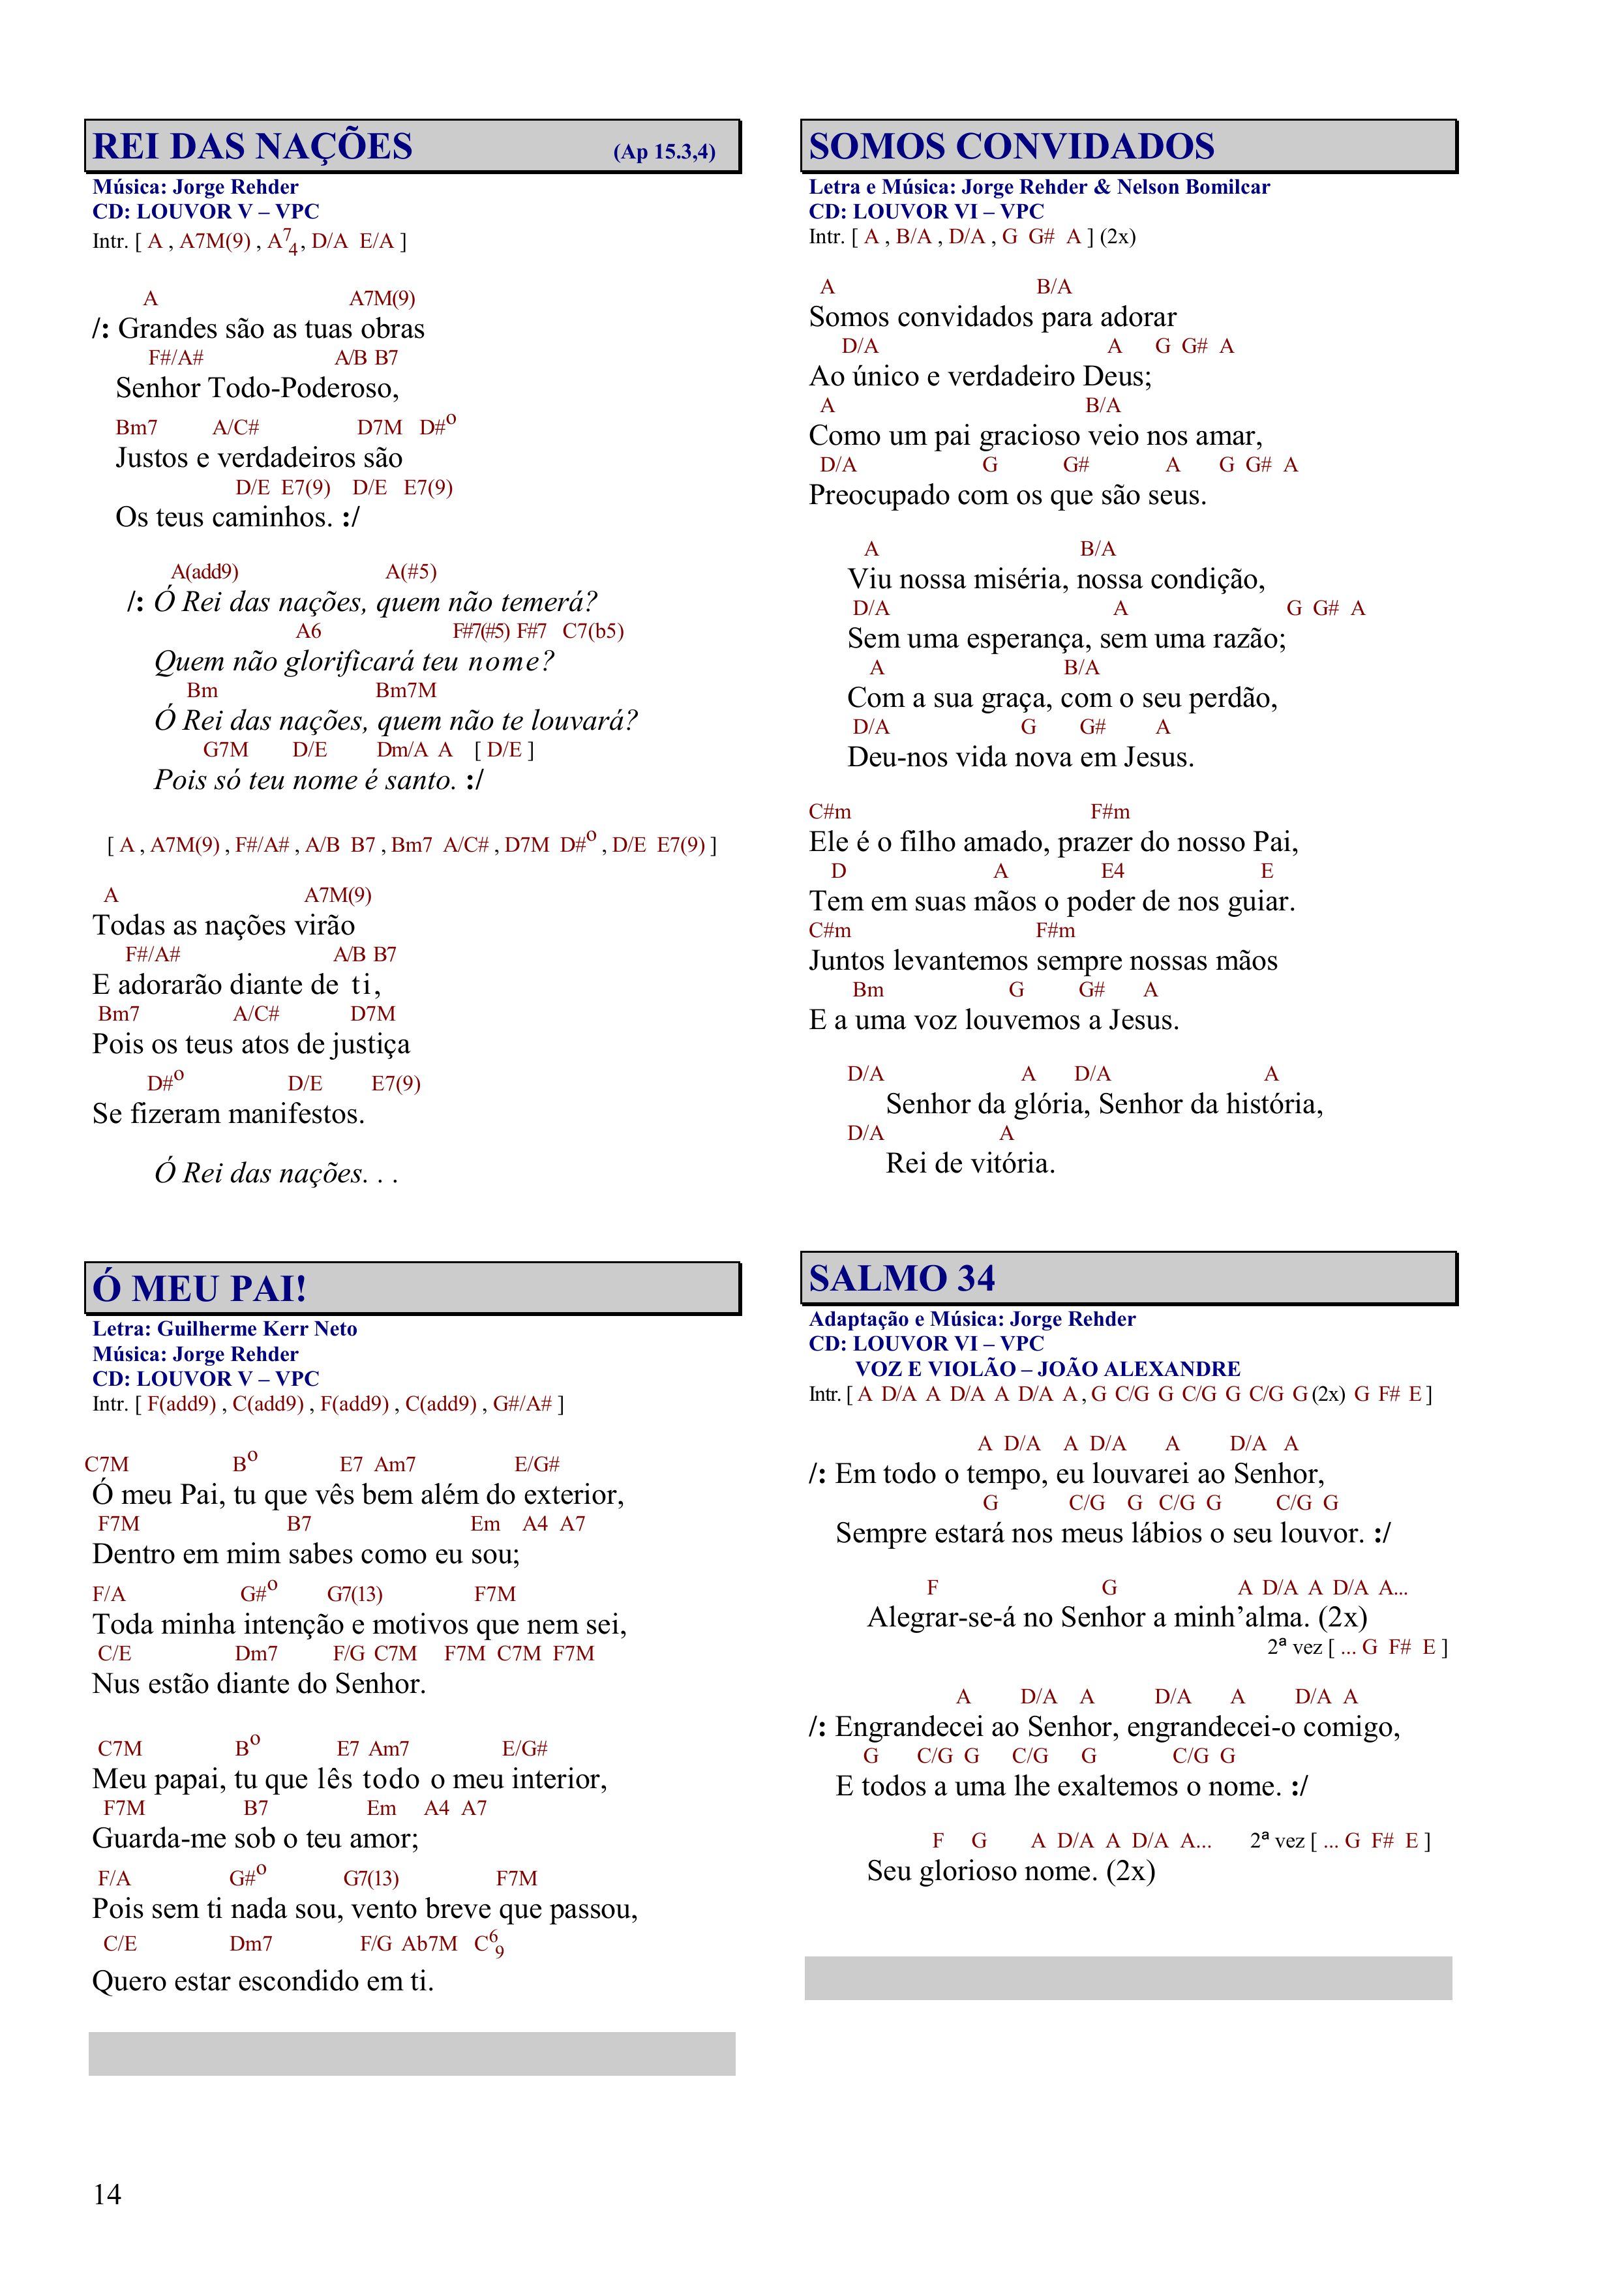 REI DAS NAÇÕES (Ap 15.3,4)
Música: Jorge Rehder
CD: LOUVOR V – VPC
Intr. [ A , A7M(9) , A7 4 , D/A E/A ]
A A7M(9)
/: Grandes são as tuas obras
F#/A# A/B B7
Senhor Todo-Poderoso,
Bm7 A/C# D7M D#º
Justos e verdadeiros são
D/E E7(9) D/E E7(9)
Os teus caminhos. :/
A(add9) A(#5)
/: Ó Rei das nações, quem não temerá?
A6 F#7(#5) F#7 C7(b5)
Quem não glorificará teu nome?
Bm Bm7M
Ó Rei das nações, quem não te louvará?
G7M D/E Dm/A A [ D/E ]
Pois só teu nome é santo. :/
[ A , A7M(9) , F#/A# , A/B B7 , Bm7 A/C# , D7M D#º , D/E E7(9) ]
A A7M(9)
Todas as nações virão
F#/A# A/B B7
E adorarão diante de ti,
Bm7 A/C# D7M
Pois os teus atos de justiça
D#º D/E E7(9)
Se fizeram manifestos.
Ó Rei das nações. . .
Ó MEU PAI!
Letra: Guilherme Kerr Neto
Música: Jorge Rehder
CD: LOUVOR V – VPC
Intr. [ F(add9) , C(add9) , F(add9) , C(add9) , G#/A# ]
C7M Bº E7 Am7 E/G#
Ó meu Pai, tu que vês bem além do exterior,
F7M B7 Em A4 A7
Dentro em mim sabes como eu sou;
F/A G#º G7(13) F7M
Toda minha intenção e motivos que nem sei,
C/E Dm7 F/G C7M F7M C7M F7M
Nus estão diante do Senhor.
C7M Bº E7 Am7 E/G#
Meu papai, tu que lês todo o meu interior,
F7M B7 Em A4 A7
Guarda-me sob o teu amor;
F/A G#º G7(13) F7M
Pois sem ti nada sou, vento breve que passou,
C/E Dm7 F/G Ab7M C6 9
Quero estar escondido em ti.
14
SOMOS CONVIDADOS
Letra e Música: Jorge Rehder & Nelson Bomilcar
CD: LOUVOR VI – VPC
Intr. [ A , B/A , D/A , G G# A ] (2x)
A B/A
Somos convidados para adorar
D/A A G G# A
Ao único e verdadeiro Deus;
A B/A
Como um pai gracioso veio nos amar,
D/A G G# A G G# A
Preocupado com os que são seus.
A B/A
Viu nossa miséria, nossa condição,
D/A A G G# A
Sem uma esperança, sem uma razão;
A B/A
Com a sua graça, com o seu perdão,
D/A G G# A
Deu-nos vida nova em Jesus.
C#m F#m
Ele é o filho amado, prazer do nosso Pai,
D A E4 E
Tem em suas mãos o poder de nos guiar.
C#m F#m
Juntos levantemos sempre nossas mãos
Bm G G# A
E a uma voz louvemos a Jesus.
D/A A D/A A
Senhor da glória, Senhor da história,
D/A A
Rei de vitória.
SALMO 34
Adaptação e Música: Jorge Rehder
CD: LOUVOR VI – VPC
VOZ E VIOLÃO – JOÃO ALEXANDRE
Intr. [ A D/A A D/A A D/A A , G C/G G C/G G C/G G (2x) G F# E ]
A D/A A D/A A D/A A
/: Em todo o tempo, eu louvarei ao Senhor,
G C/G G C/G G C/G G
Sempre estará nos meus lábios o seu louvor. :/
F G A D/A A D/A A...
Alegrar-se-á no Senhor a minh’alma. (2x)
2ª vez [ ... G F# E ]
A D/A A D/A A D/A A
/: Engrandecei ao Senhor, engrandecei-o comigo,
G C/G G C/G G C/G G
E todos a uma lhe exaltemos o nome. :/
F G A D/A A D/A A... 2ª vez [ ... G F# E ]
Seu glorioso nome. (2x)